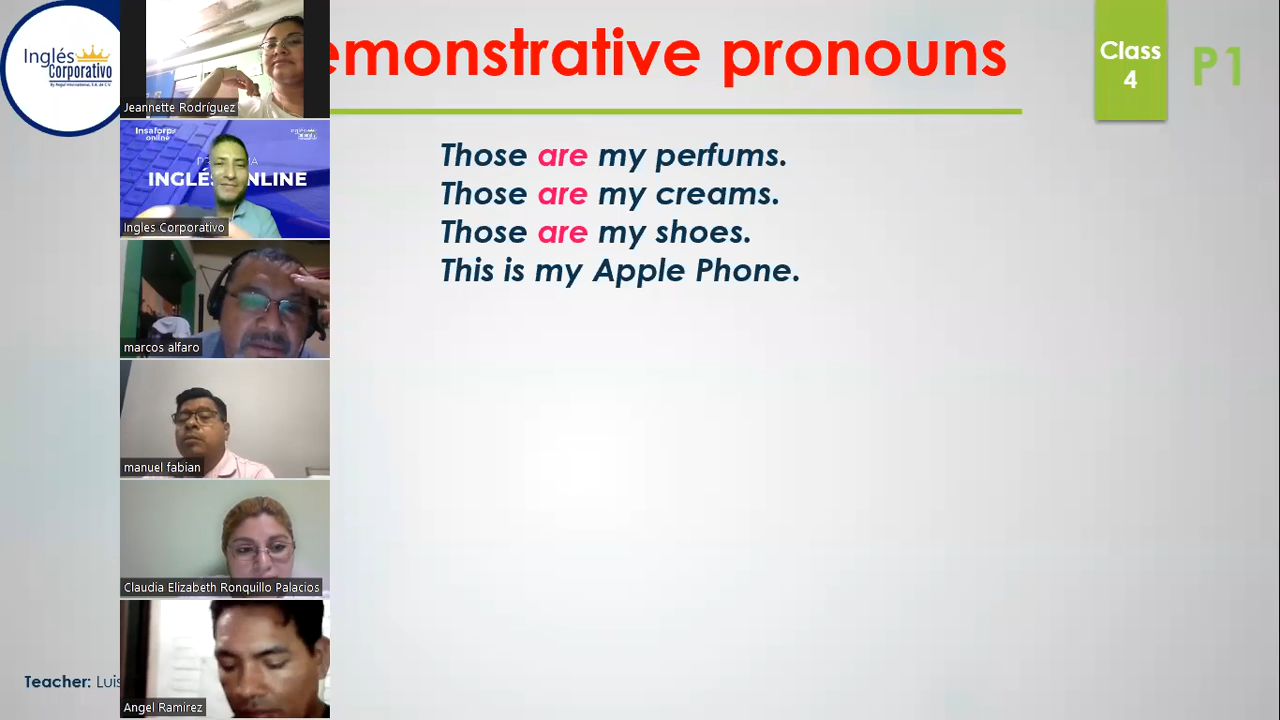 Inglés
Corporativo
emonstrative pronouns
Class
4
P1
Those are my perfums.
Those are my creams.
Those are my shoes.
This is my Apple Phone.
Jeannette Rodríguez
Insaforp
online
INGLÉS ONLINE
Ingles Corporativo
marcos alfaro
manuel fabian
Claudia Elizabeth Ronquillo Palacios
Angel Ramirez
Teacher: Luis